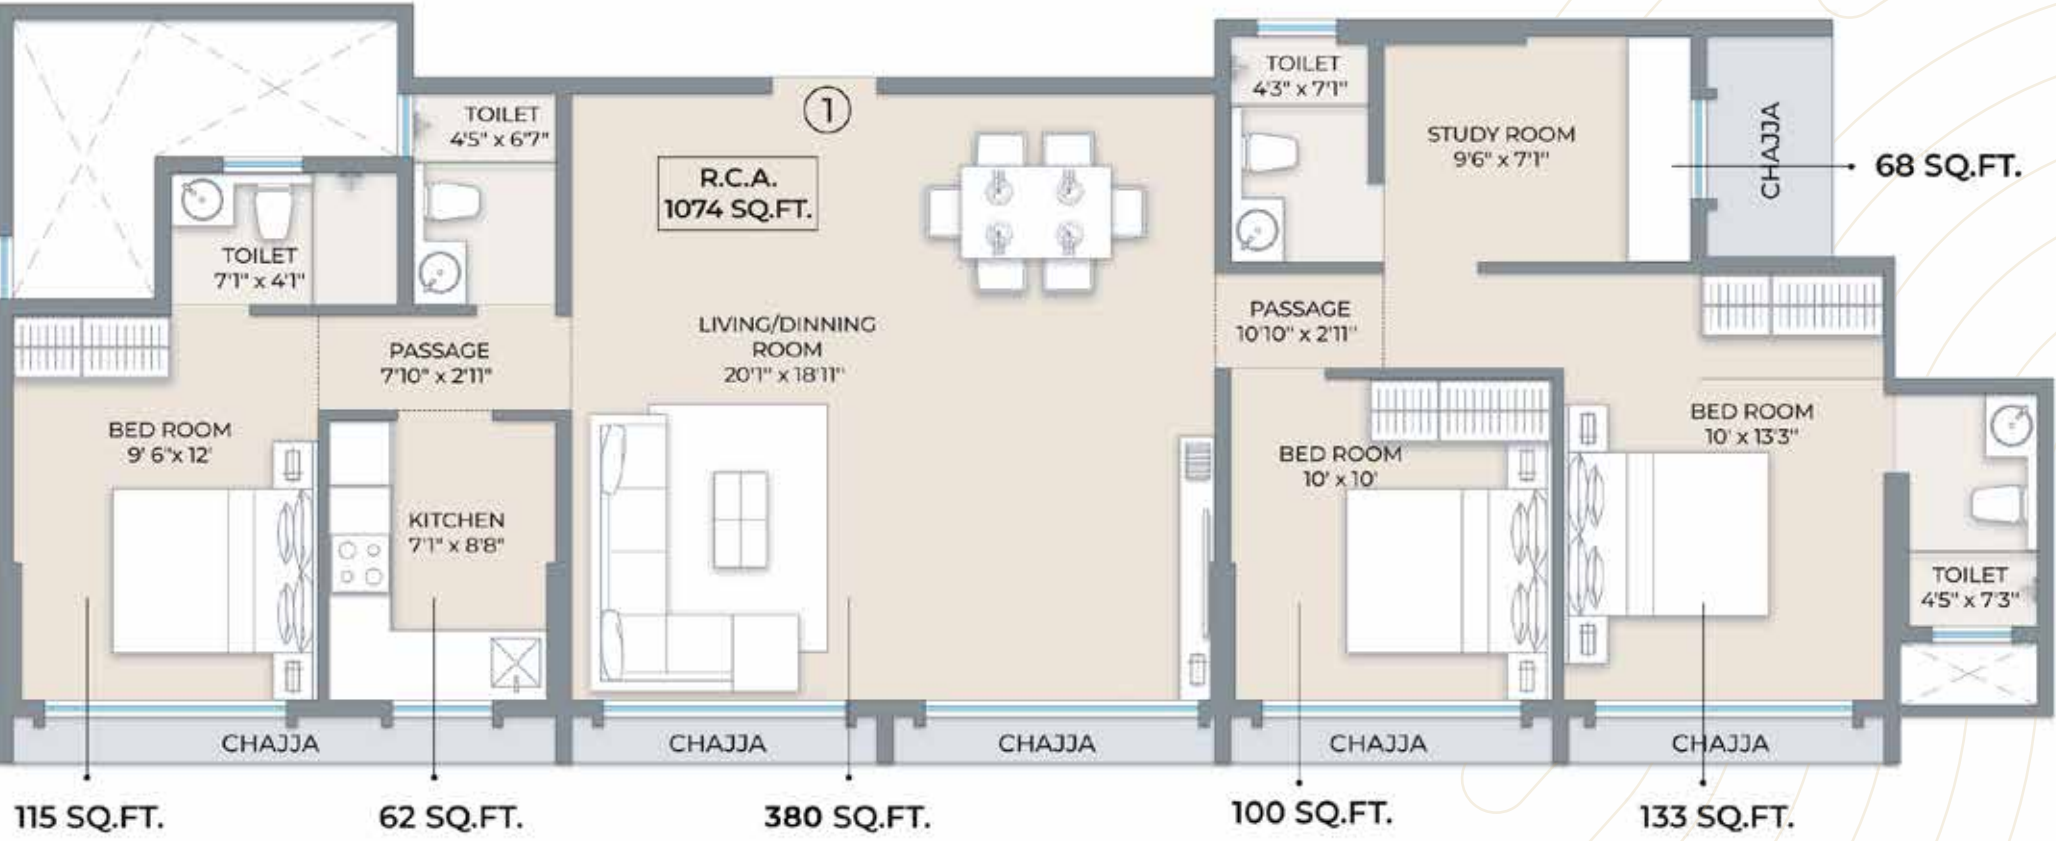 TOILET
4'3" x 7'1"
TOILET
4'5" x 6'7"
1
STUDY ROOM
9'6" x 7'1"
CHAJJA
68 SQ.FT.
R.C.A.
1074 SQ.FT.
TOILET
7'1" x 4'1"
PASSAGE
7'10" x 2'11"
LIVING/DINNING
ROOM
20'1" x 18'11"
PASSAGE
10'10" x 2'11"
BED ROOM
9' 6"x 12'
KITCHEN
7'1" x 8'8"
BED ROOM
10' x 10'
BED ROOM
10' x 13'3"
TOILET
4'5" x 7'3"
CHAJJA
CHAJJA
CHAJJA
CHAJJA
CHAJJA
115 SQ.FT.
62 SQ.FT.
380 SQ.FT.
100 SQ.FT.
133 SQ.FT.